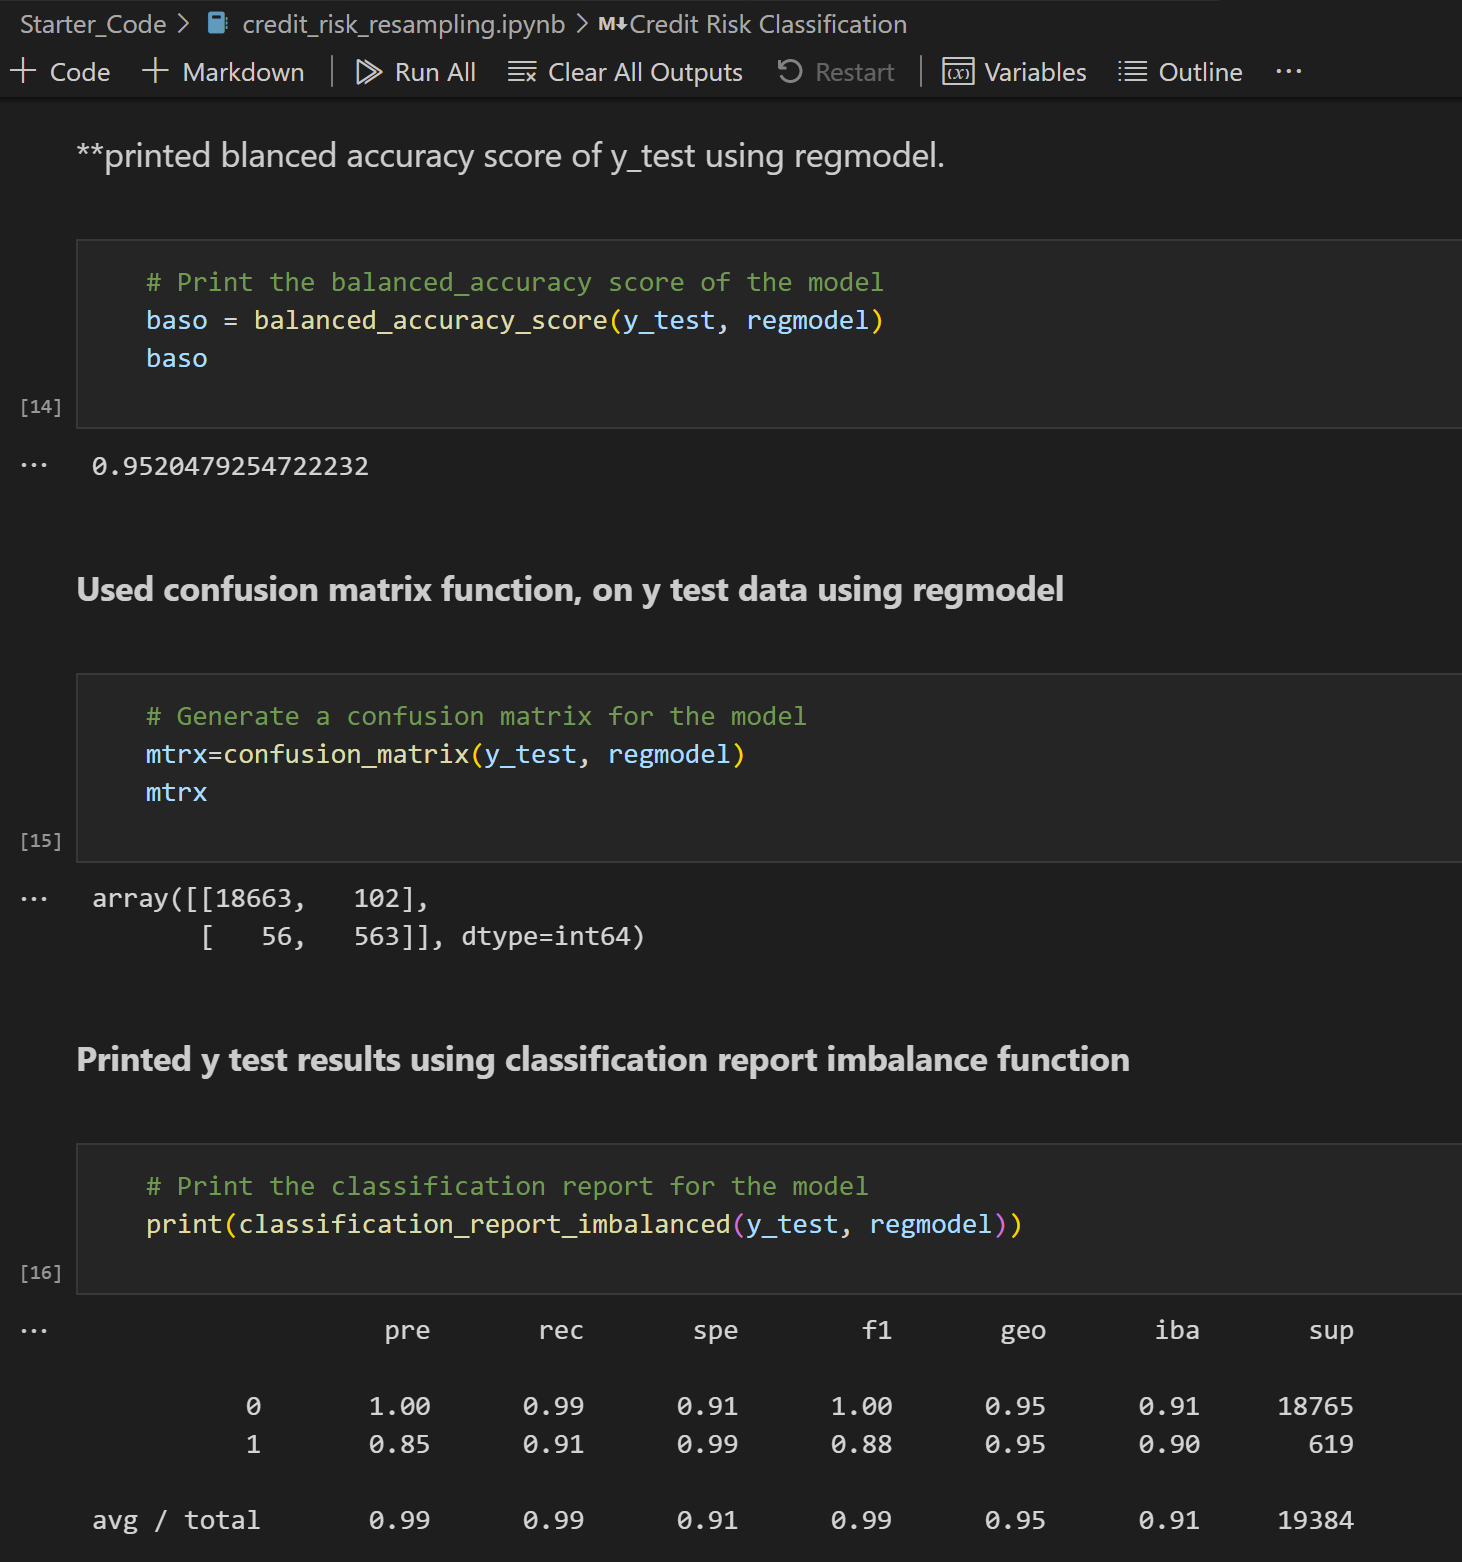 Starter_Code > credit_risk_resampling.ipynb > M↓Credit Risk Classification
+ Code + Markdown | Run All Clear All Outputs Restart | (x) Variables Outline ...
**printed blanced accuracy score of y_test using regmodel.
# Print the balanced_accuracy score of the model
baso = balanced_accuracy_score(y_test, regmodel)
baso
[14]
... 0.9520479254722232
Used confusion matrix function, on y test data using regmodel
# Generate a confusion matrix for the model
mtrx=confusion_matrix(y_test, regmodel)
mtrx
[15]
... array([[18663, 102],
[ 56, 563]], dtype=int64)
Printed y test results using classification report imbalance function
# Print the classification report for the model
print(classification_report_imbalanced(y_test, regmodel))
[16]
... pre rec spe f1 geo iba sup
0 1.00 0.99 0.91 1.00 0.95 0.91 18765
1 0.85 0.91 0.99 0.88 0.95 0.90 619
avg / total 0.99 0.99 0.91 0.99 0.95 0.91 19384